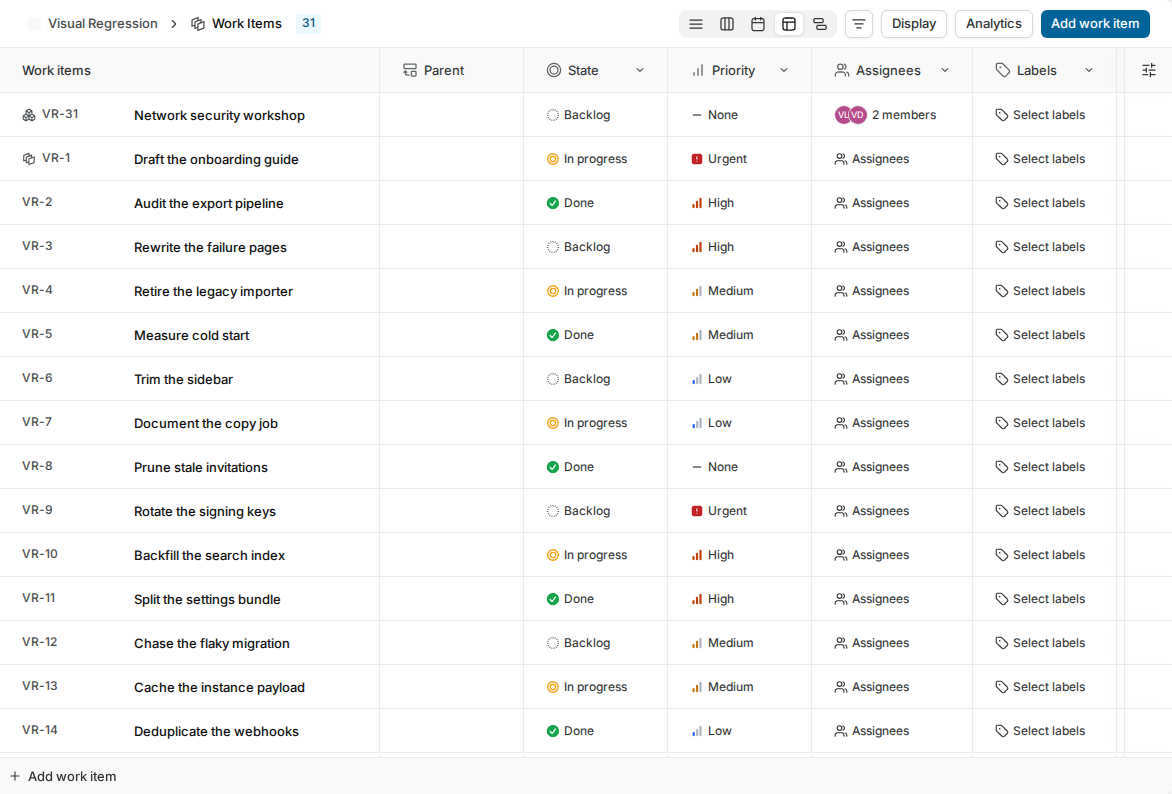 Visual Regression > Work Items 31 Display Analytics Add work item
Work items Parent State Priority Assignees Labels
VR-31 Network security workshop Backlog None VL VD 2 members Select labels
VR-1 Draft the onboarding guide In progress Urgent Assignees Select labels
VR-2 Audit the export pipeline Done High Assignees Select labels
VR-3 Rewrite the failure pages Backlog High Assignees Select labels
VR-4 Retire the legacy importer In progress Medium Assignees Select labels
VR-5 Measure cold start Done Medium Assignees Select labels
VR-6 Trim the sidebar Backlog Low Assignees Select labels
VR-7 Document the copy job In progress Low Assignees Select labels
VR-8 Prune stale invitations Done None Assignees Select labels
VR-9 Rotate the signing keys Backlog Urgent Assignees Select labels
VR-10 Backfill the search index In progress High Assignees Select labels
VR-11 Split the settings bundle Done High Assignees Select labels
VR-12 Chase the flaky migration Backlog Medium Assignees Select labels
VR-13 Cache the instance payload In progress Medium Assignees Select labels
VR-14 Deduplicate the webhooks Done Low Assignees Select labels
+ Add work item